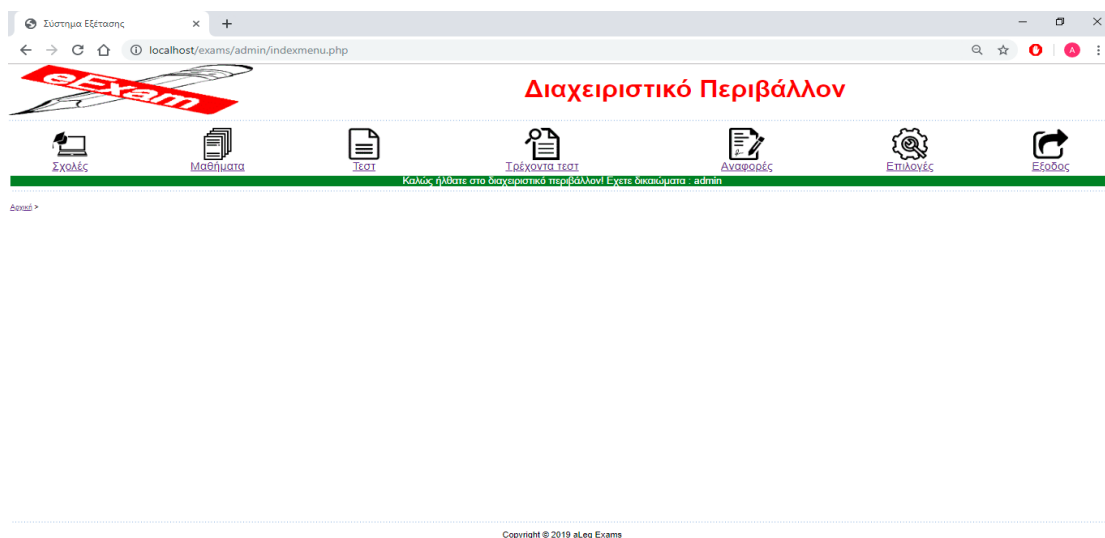 Σύστημα Εξέτασης
localhost/exams/admin/indexmenu.php
A
eExam
Διαχειριστικό Περιβάλλον
Σχολές Μαθήματα Τεστ Τρέχοντα τεστ Αναφορές Επιλογές Εξοδος
Καλώς ήλθατε στο διαχειριστικό περιβάλλον! Εχετε δικαιώματα : admin
Αρχική >
Copyright © 2019 aLeg Exams